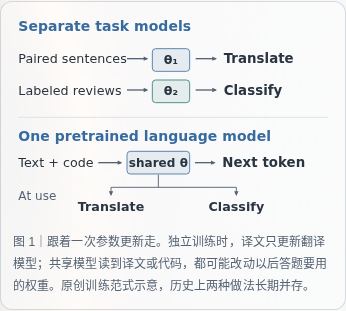 Separate task models
Paired sentences θ₁ Translate
Labeled reviews θ₂ Classify
One pretrained language model
Text + code shared θ Next token
At use
Translate Classify
图 1｜跟着一次参数更新走。独立训练时，译文只更新翻译
模型；共享模型读到译文或代码，都可能改动以后答题要用
的权重。原创训练范式示意，历史上两种做法长期并存。